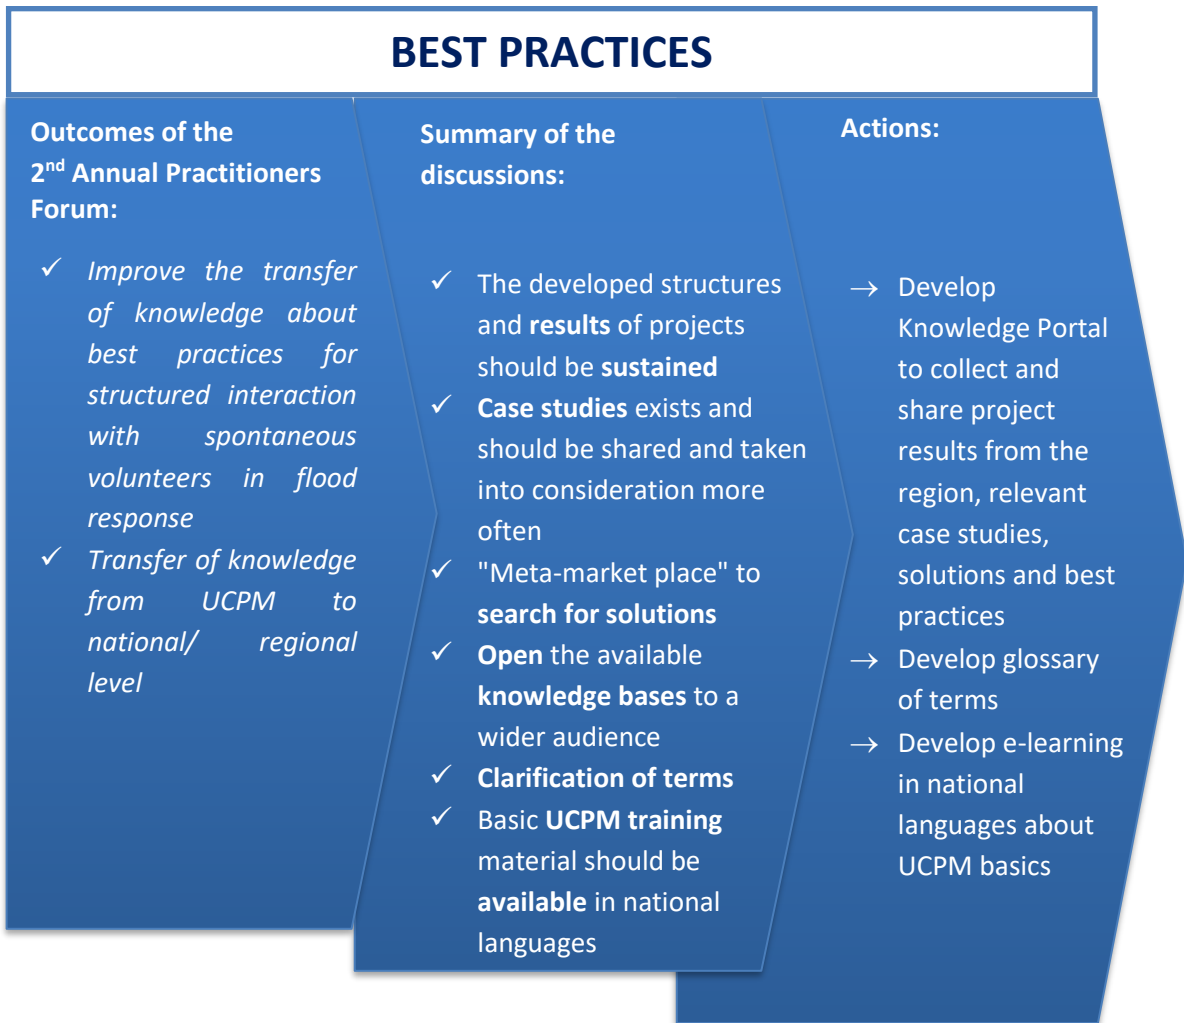 BEST PRACTICES
Outcomes of the
2nd Annual Practitioners
Forum:
✓ Improve the transfer
of knowledge about
best practices for
structured interaction
with spontaneous
volunteers in flood
response
✓ Transfer of knowledge
from UCPM to
national/ regional
level
Summary of the
discussions:
✓ The developed structures
and results of projects
should be sustained
✓ Case studies exists and
should be shared and taken
into consideration more
often
✓ "Meta-market place" to
search for solutions
✓ Open the available
knowledge bases to a
wider audience
✓ Clarification of terms
✓ Basic UCPM training
material should be
available in national
languages
Actions:
→ Develop
Knowledge Portal
to collect and
share project
results from the
region, relevant
case studies,
solutions and best
practices
→ Develop glossary
of terms
→ Develop e-learning
in national
languages about
UCPM basics